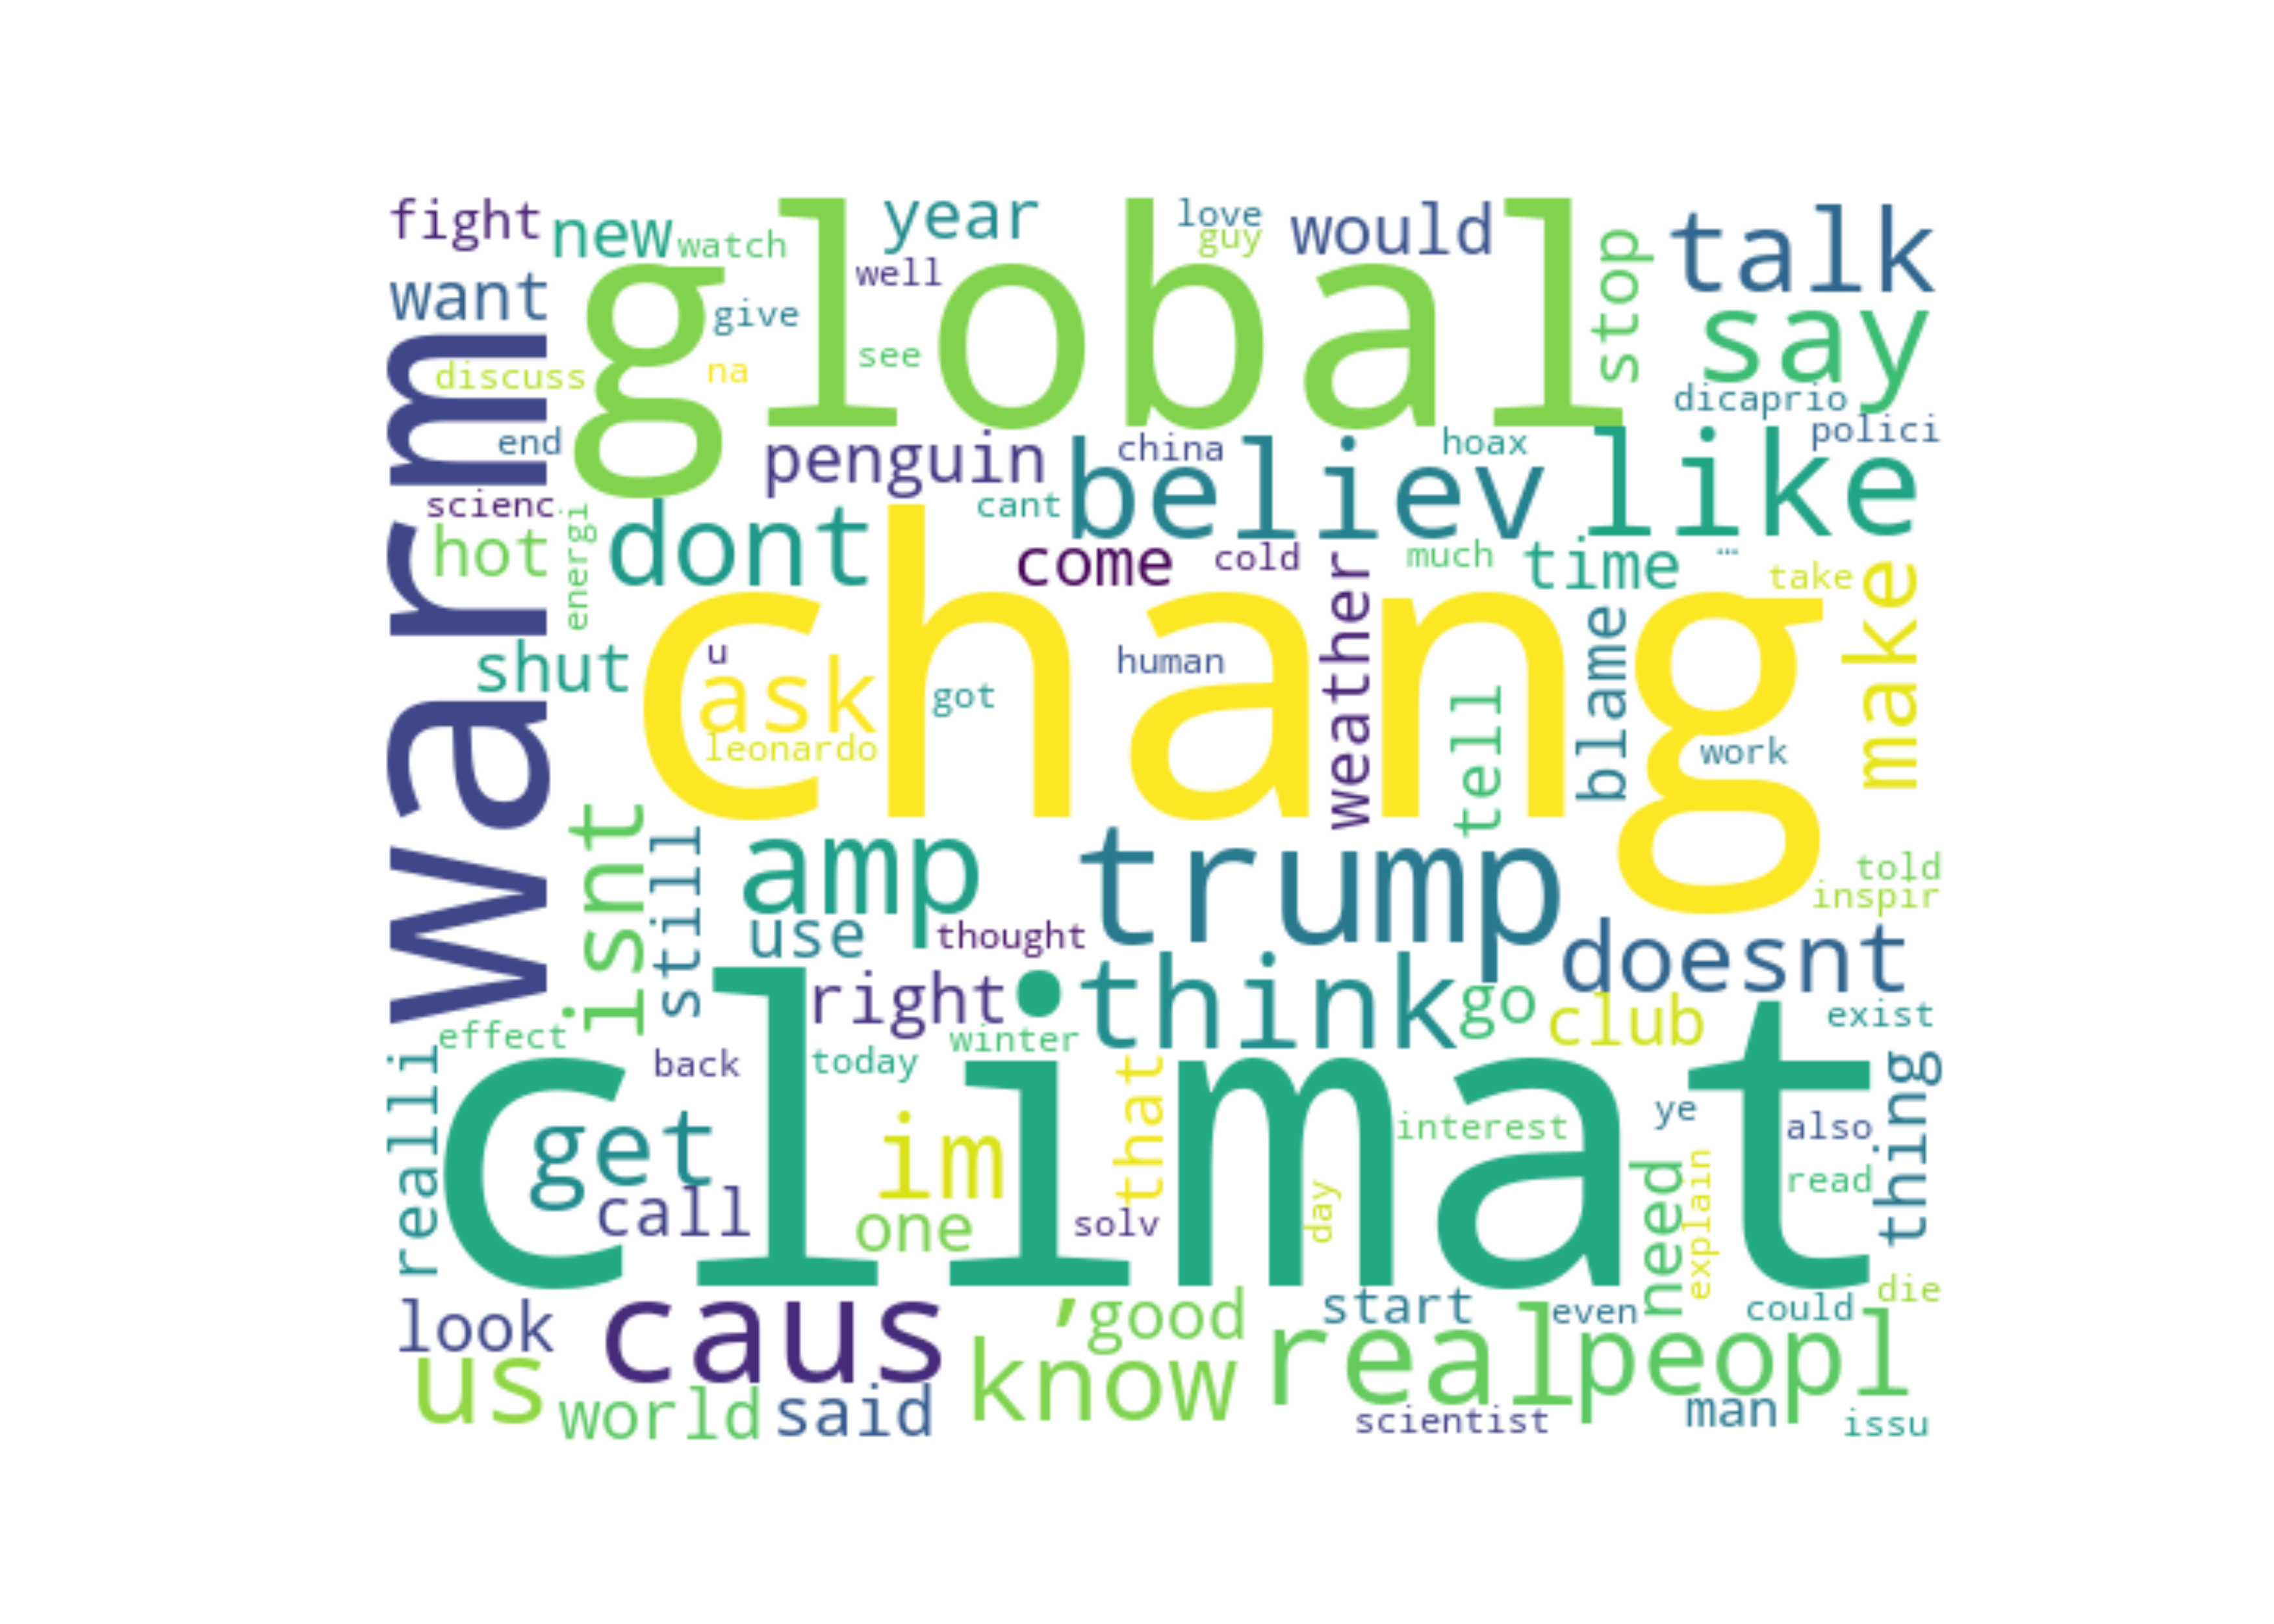 fight
new
watch
year
love
guy
would
talk
want
well
give
global
stop
say
discuss
na
see
dicaprio
warm
end
penguin
china
believ
hoax
like
polici
scienc
energi
cant
hot
dont
come
cold
weather
much
time
…
take
make
shut
u
ask
leonardo
got
human
chang
tell
blame
work
isnt
still
amp
trump
told
inspir
use
thought
doesnt
right
think
go
club
exist
effect
winter
back
today
that
realli
climat
get
im
interest
ye
also
thing
call
one
solv
day
need
explain
read
look
caus
’
good
start
even
could
die
us
know
real
peopl
world
said
scientist
man
issu